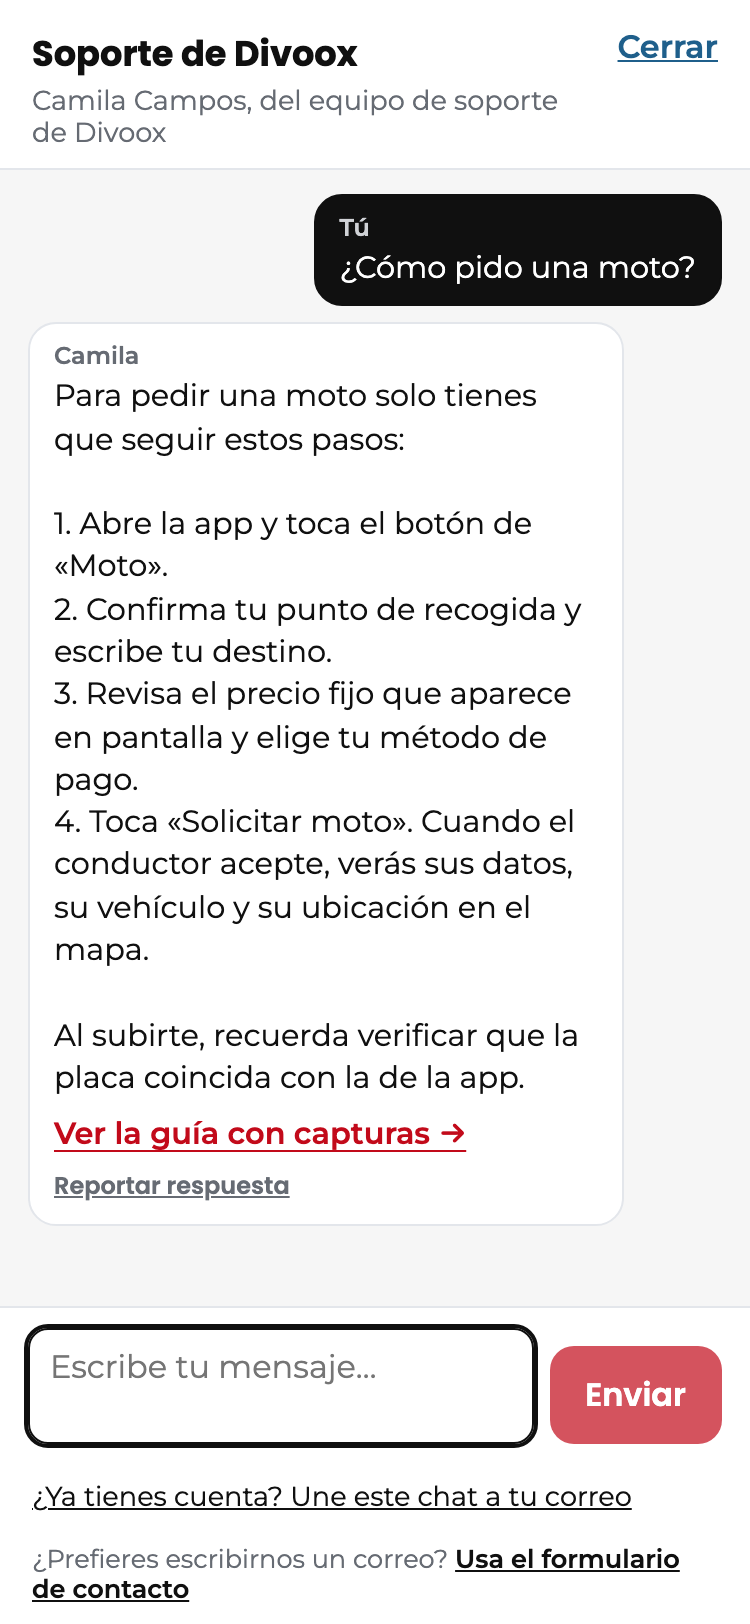 Soporte de Divoox
Cerrar
Camila Campos, del equipo de soporte
de Divoox
Tú
¿Cómo pido una moto?
Camila
Para pedir una moto solo tienes
que seguir estos pasos:
1. Abre la app y toca el botón de
«Moto».
2. Confirma tu punto de recogida y
escribe tu destino.
3. Revisa el precio fijo que aparece
en pantalla y elige tu método de
pago.
4. Toca «Solicitar moto». Cuando el
conductor acepte, verás sus datos,
su vehículo y su ubicación en el
mapa.
Al subirte, recuerda verificar que la
placa coincida con la de la app.
Ver la guía con capturas →
Reportar respuesta
Escribe tu mensaje...
Enviar
¿Ya tienes cuenta? Une este chat a tu correo
¿Prefieres escribirnos un correo? Usa el formulario
de contacto